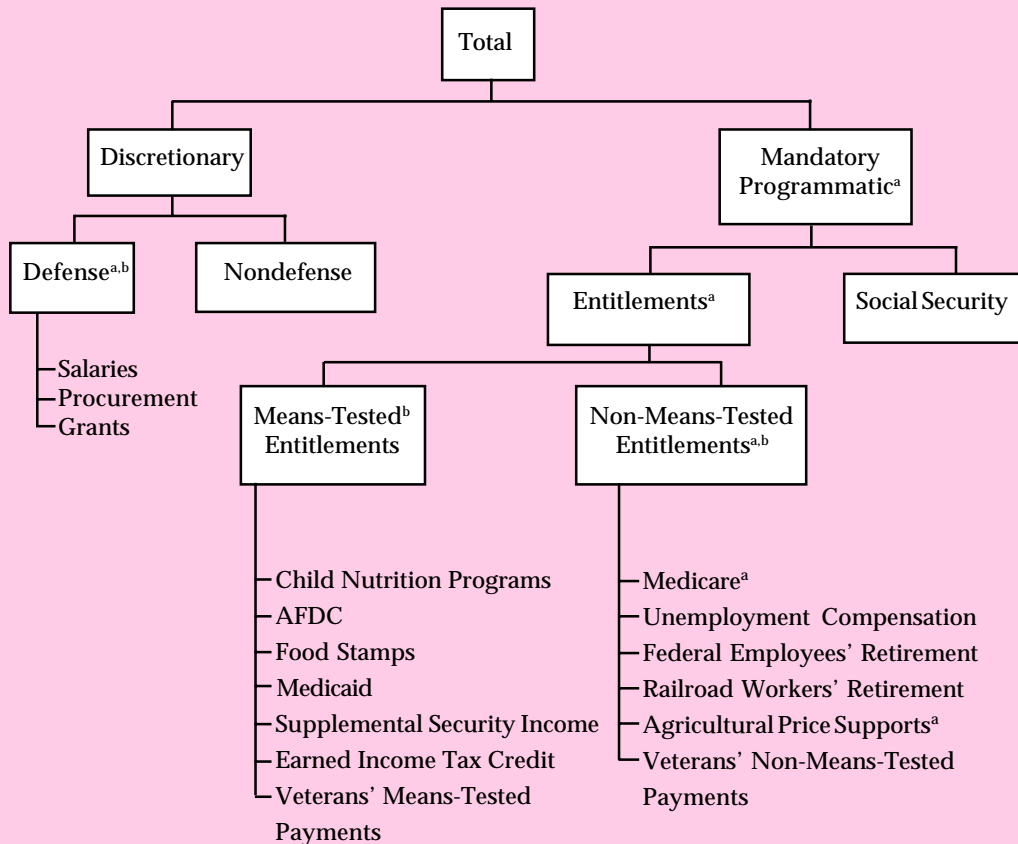 Total
Discretionary
Mandatory
Programmaticᵃ
Defenseᵃ,ᵇ
Nondefense
Entitlementsᵃ
Social Security
Salaries
Procurement
Grants
Means-Testedᵇ
Entitlements
Non-Means-Tested
Entitlementsᵃ,ᵇ
Child Nutrition Programs
AFDC
Food Stamps
Medicaid
Supplemental Security Income
Earned Income Tax Credit
Veterans’ Means-Tested
Payments
Medicareᵃ
Unemployment Compensation
Federal Employees’ Retirement
Railroad Workers’ Retirement
Agricultural Price Supportsᵃ
Veterans’ Non-Means-Tested
Payments